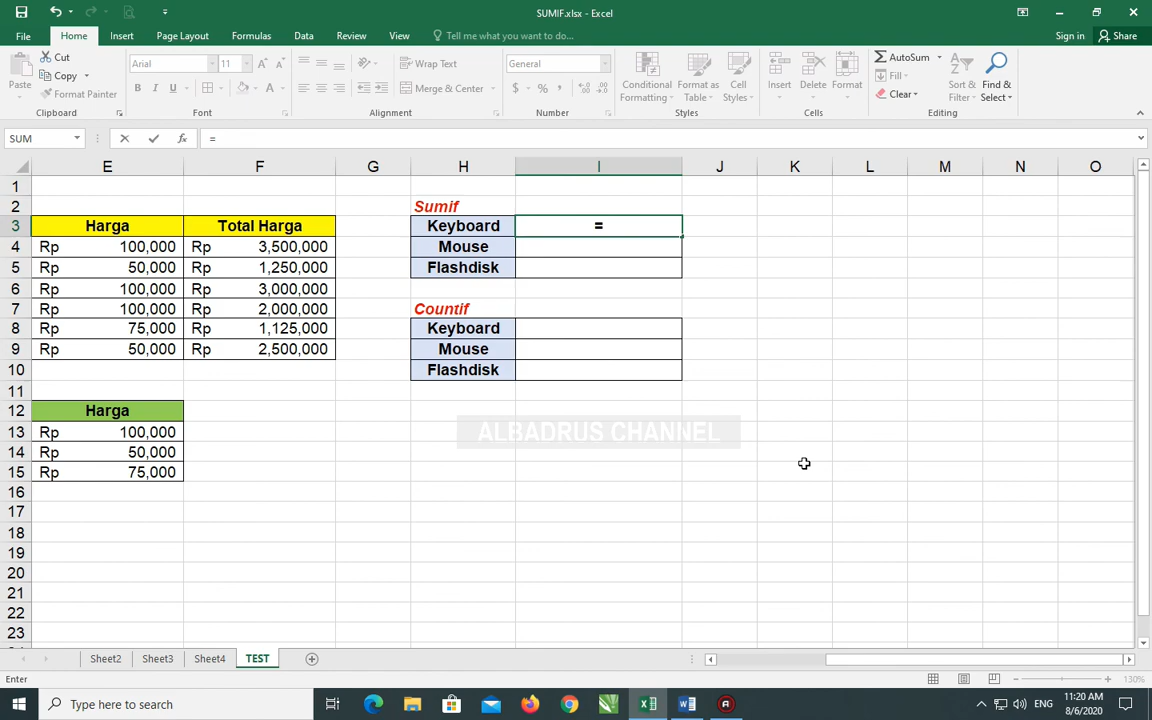 SUMIF.xlsx - Excel
File Home Insert Page Layout Formulas Data Review View Tell me what you want to do... Sign in Share
Cut
Copy
Format Painter
Paste
Clipboard
Arial 11
B I U A
Font
Wrap Text
Merge & Center
Alignment
General
$ % ,
Number
Conditional Formatting
Format as Table
Cell Styles
Styles
Insert Delete Format
Cells
AutoSum
Fill
Clear
Sort & Filter
Find & Select
Editing
SUM fx =
E F G H I J K L M N O
1
2 Sumif
3 Harga Total Harga Keyboard =
4 Rp 100,000 Rp 3,500,000 Mouse
5 Rp 50,000 Rp 1,250,000 Flashdisk
6 Rp 100,000 Rp 3,000,000
7 Rp 100,000 Rp 2,000,000 Countif
8 Rp 75,000 Rp 1,125,000 Keyboard
9 Rp 50,000 Rp 2,500,000 Mouse
10 Flashdisk
11
12 Harga
ALBADRUS CHANNEL
13 Rp 100,000
14 Rp 50,000
15 Rp 75,000
16
17
18
19
20
21
22
23
Sheet2 Sheet3 Sheet4 TEST
Enter 130%
Type here to search
ENG
11:20 AM
8/6/2020